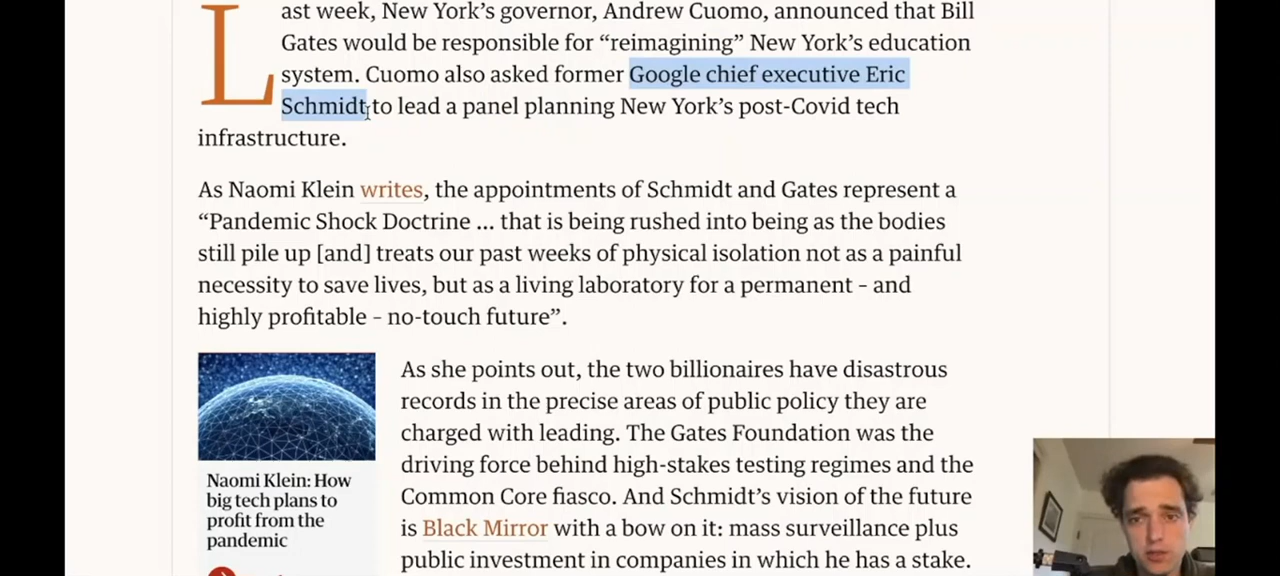 Last week, New York’s governor, Andrew Cuomo, announced that Bill
Gates would be responsible for “reimagining” New York’s education
system. Cuomo also asked former Google chief executive Eric
Schmidt to lead a panel planning New York’s post-Covid tech
infrastructure.
As Naomi Klein writes, the appointments of Schmidt and Gates represent a
“Pandemic Shock Doctrine ... that is being rushed into being as the bodies
still pile up [and] treats our past weeks of physical isolation not as a painful
necessity to save lives, but as a living laboratory for a permanent – and
highly profitable – no-touch future”.
As she points out, the two billionaires have disastrous
records in the precise areas of public policy they are
charged with leading. The Gates Foundation was the
driving force behind high-stakes testing regimes and the
Common Core fiasco. And Schmidt’s vision of the future
is Black Mirror with a bow on it: mass surveillance plus
public investment in companies in which he has a stake.
Naomi Klein: How
big tech plans to
profit from the
pandemic